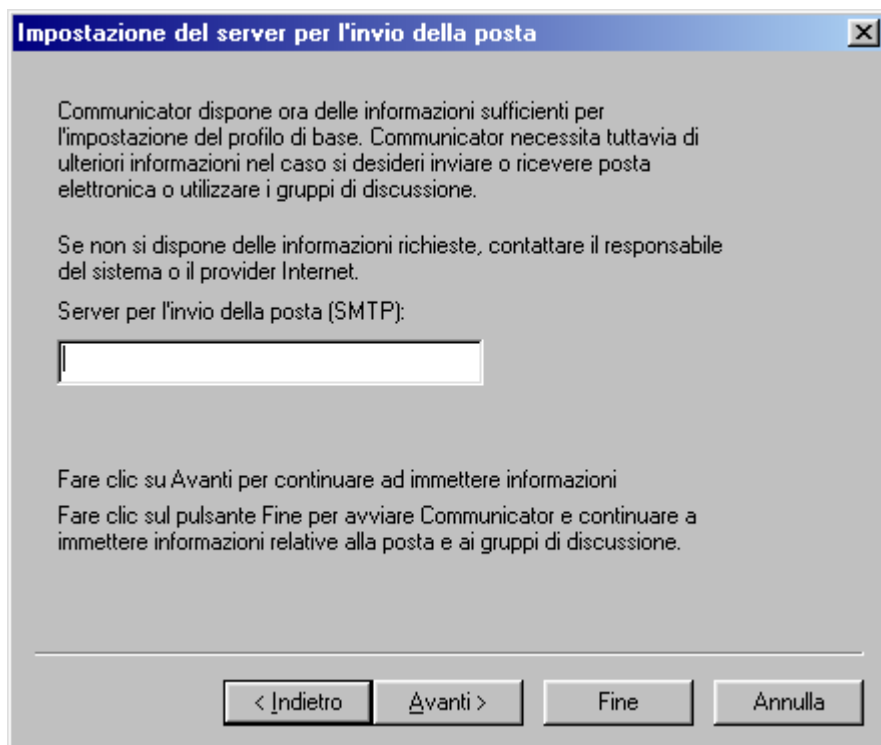 Impostazione del server per l'invio della posta
Communicator dispone ora delle informazioni sufficienti per
l'impostazione del profilo di base. Communicator necessita tuttavia di
ulteriori informazioni nel caso si desideri inviare o ricevere posta
elettronica o utilizzare i gruppi di discussione.
Se non si dispone delle informazioni richieste, contattare il responsabile
del sistema o il provider Internet.
Server per l'invio della posta (SMTP):
Fare clic su Avanti per continuare ad immettere informazioni
Fare clic sul pulsante Fine per avviare Communicator e continuare a
immettere informazioni relative alla posta e ai gruppi di discussione.
< Indietro Avanti > Fine Annulla